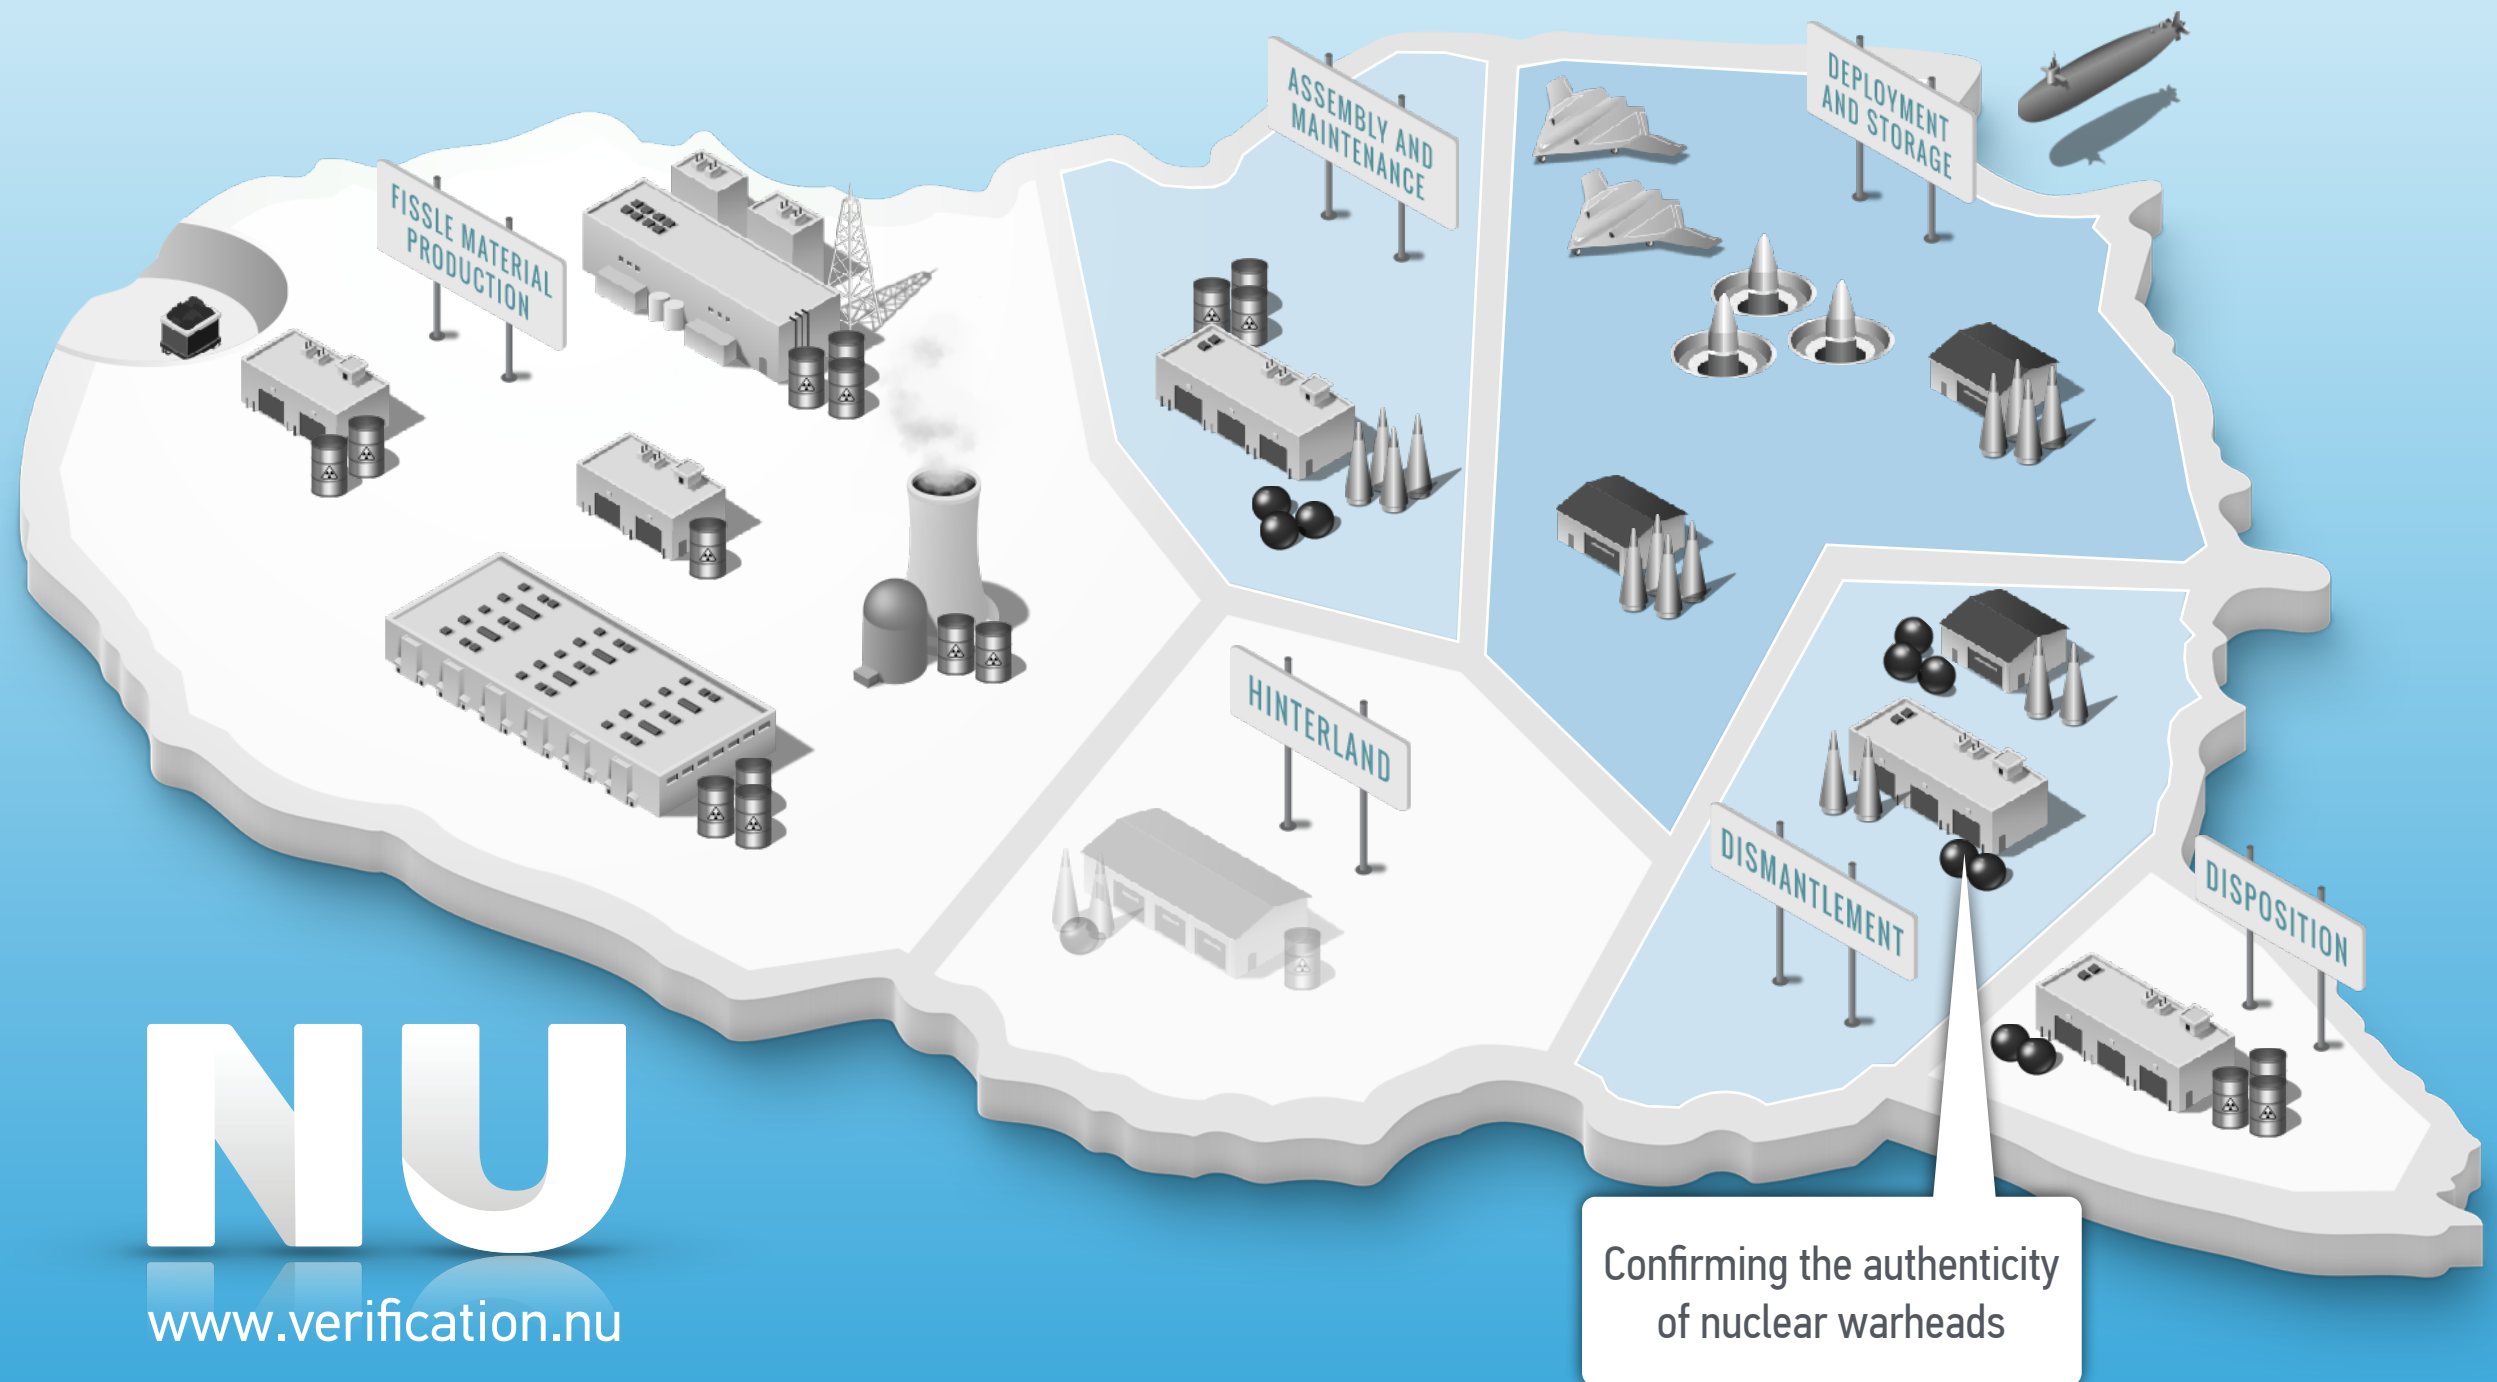 ASSEMBLY AND
MAINTENANCE
DEPLOYMENT
AND STORAGE
FISSLE MATERIAL
PRODUCTION
HINTERLAND
DISMANTLEMENT
DISPOSITION
NU
www.verification.nu
Confirming the authenticity
of nuclear warheads